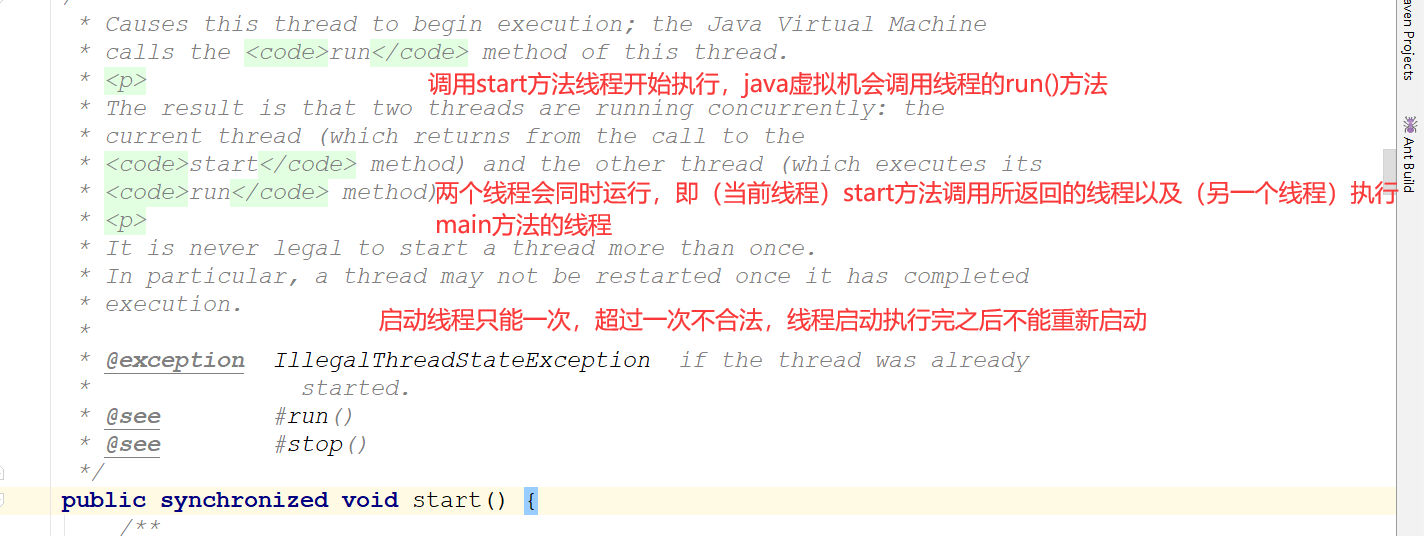 * Causes this thread to begin execution; the Java Virtual Machine
* calls the <code>run</code> method of this thread.
* <p>
调用start方法线程开始执行，java虚拟机会调用线程的run()方法
* The result is that two threads are running concurrently: the
* current thread (which returns from the call to the
* <code>start</code> method) and the other thread (which executes its
* <code>run</code> method)
两个线程会同时运行，即（当前线程）start方法调用所返回的线程以及（另一个线程）执行
* <p>
main方法的线程
* It is never legal to start a thread more than once.
* In particular, a thread may not be restarted once it has completed
* execution.
启动线程只能一次，超过一次不合法，线程启动执行完之后不能重新启动
*
* @exception IllegalThreadStateException if the thread was already
* started.
* @see #run()
* @see #stop()
*/
public synchronized void start() {
/**
aven Projects
Ant Build